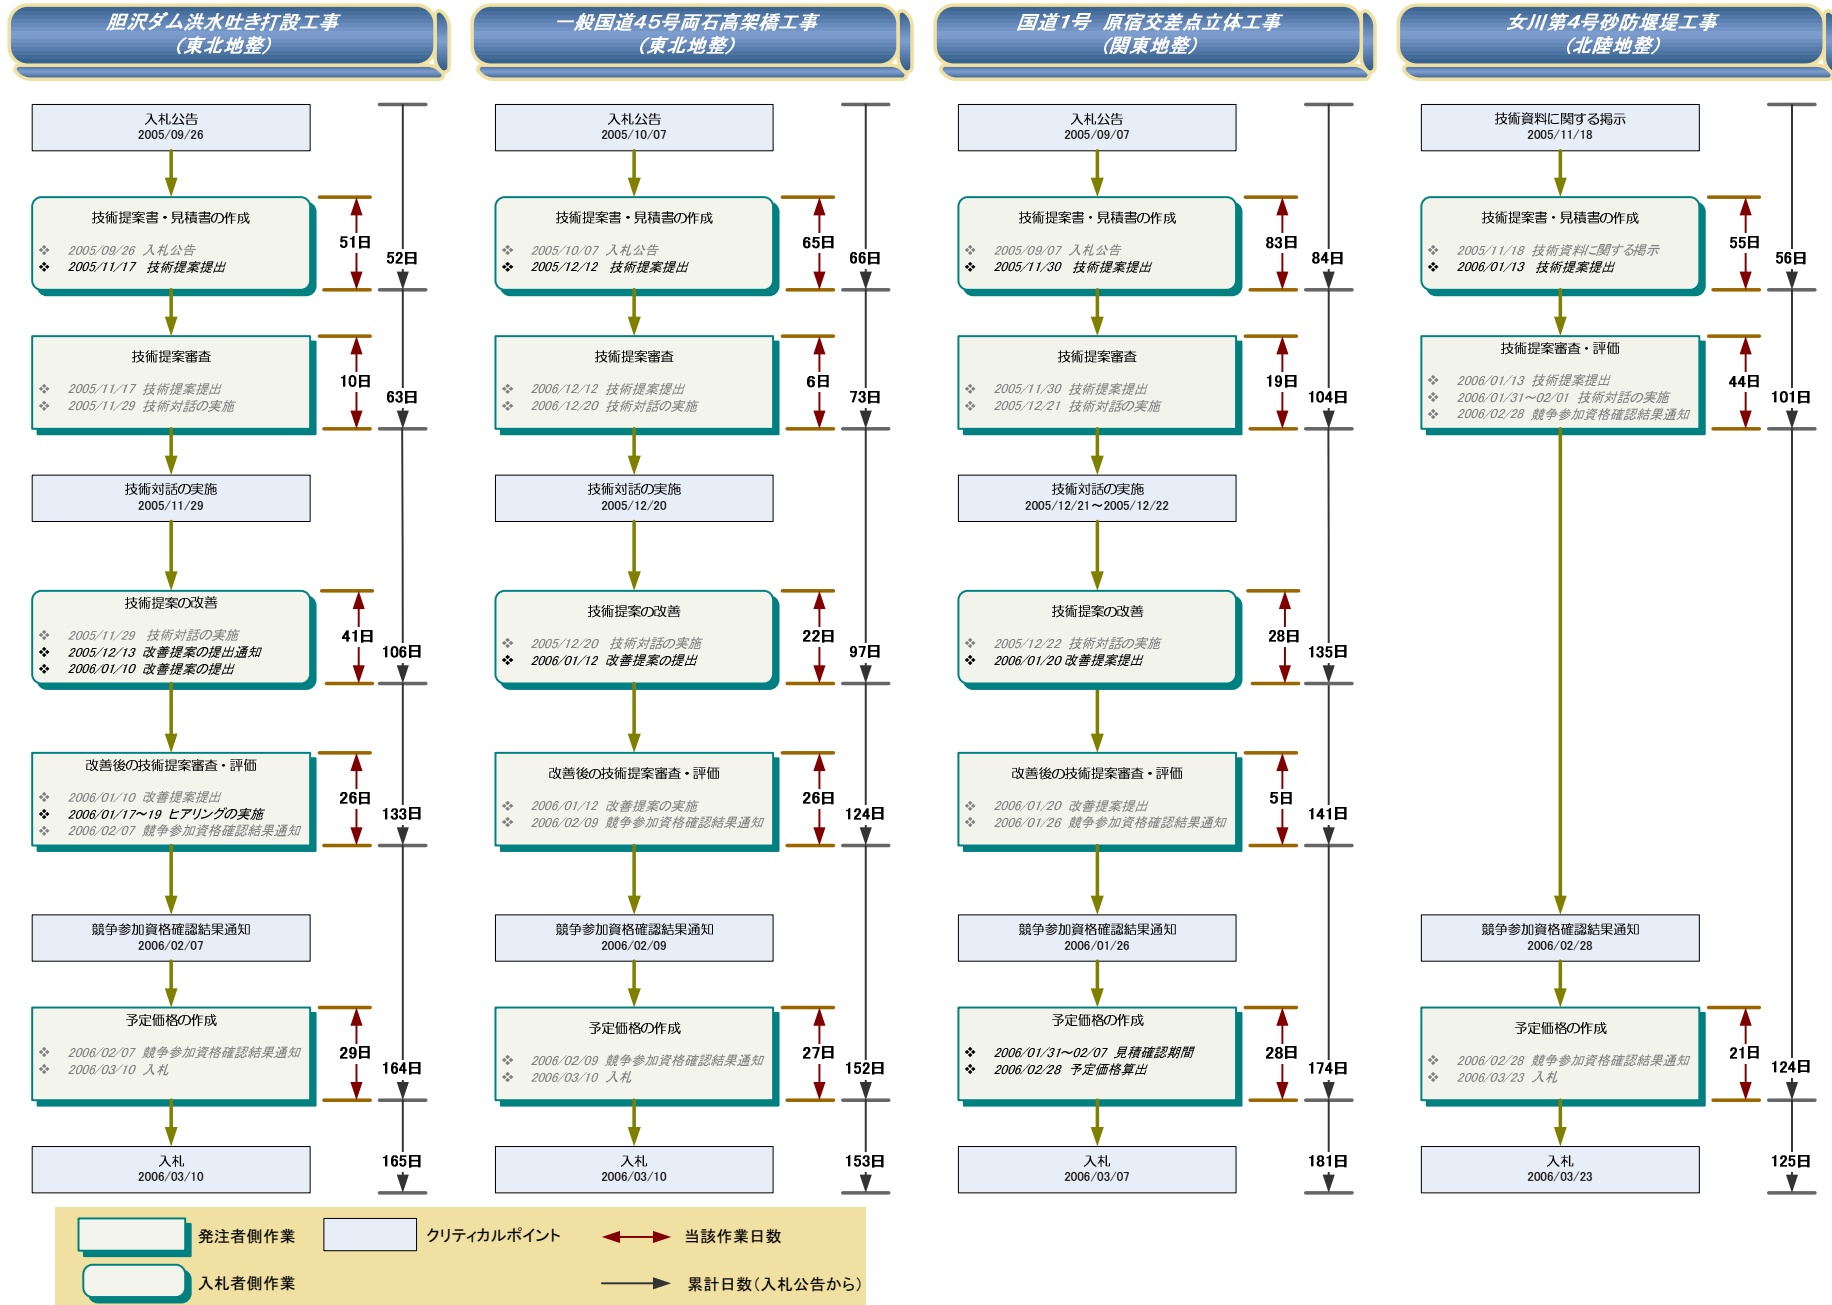 胆沢ダム洪水吐き打設工事
（東北地整）
入札公告
2005/09/26
技術提案書・見積書の作成
❖ 2005/09/26 入札公告
❖ 2005/11/17 技術提案提出
51日
52日
技術提案審査
❖ 2005/11/17 技術提案提出
❖ 2005/11/29 技術対話の実施
10日
63日
技術対話の実施
2005/11/29
技術提案の改善
❖ 2005/11/29 技術対話の実施
❖ 2005/12/13 改善提案の提出通知
❖ 2006/01/10 改善提案の提出
41日
106日
改善後の技術提案審査・評価
❖ 2006/01/10 改善提案提出
❖ 2006/01/17～19 ヒアリングの実施
❖ 2006/02/07 競争参加資格確認結果通知
26日
133日
競争参加資格確認結果通知
2006/02/07
予定価格の作成
❖ 2006/02/07 競争参加資格確認結果通知
❖ 2006/03/10 入札
29日
164日
入札
2006/03/10
165日
一般国道45号両石高架橋工事
（東北地整）
入札公告
2005/10/07
技術提案書・見積書の作成
❖ 2005/10/07 入札公告
❖ 2005/12/12 技術提案提出
65日
66日
技術提案審査
❖ 2006/12/12 技術提案提出
❖ 2006/12/20 技術対話の実施
6日
73日
技術対話の実施
2005/12/20
技術提案の改善
❖ 2005/12/20 技術対話の実施
❖ 2006/01/12 改善提案の提出
22日
97日
改善後の技術提案審査・評価
❖ 2006/01/12 改善提案の実施
❖ 2006/02/09 競争参加資格確認結果通知
26日
124日
競争参加資格確認結果通知
2006/02/09
予定価格の作成
❖ 2006/02/09 競争参加資格確認結果通知
❖ 2006/03/10 入札
27日
152日
入札
2006/03/10
153日
国道1号 原宿交差点立体工事
（関東地整）
入札公告
2005/09/07
技術提案書・見積書の作成
❖ 2005/09/07 入札公告
❖ 2005/11/30 技術提案提出
83日
84日
技術提案審査
❖ 2005/11/30 技術提案提出
❖ 2005/12/21 技術対話の実施
19日
104日
技術対話の実施
2005/12/21～2005/12/22
技術提案の改善
❖ 2005/12/22 技術対話の実施
❖ 2006/01/20 改善提案提出
28日
135日
改善後の技術提案審査・評価
❖ 2006/01/20 改善提案提出
❖ 2006/01/26 競争参加資格確認結果通知
5日
141日
競争参加資格確認結果通知
2006/01/26
予定価格の作成
❖ 2006/01/31～02/07 見積確認期間
❖ 2006/02/28 予定価格算出
28日
174日
入札
2006/03/07
181日
女川第4号砂防堰堤工事
（北陸地整）
技術資料に関する掲示
2005/11/18
技術提案書・見積書の作成
❖ 2005/11/18 技術資料に関する掲示
❖ 2006/01/13 技術提案提出
55日
56日
技術提案審査・評価
❖ 2006/01/13 技術提案提出
❖ 2006/01/31～02/01 技術対話の実施
❖ 2006/02/28 競争参加資格確認結果通知
44日
101日
競争参加資格確認結果通知
2006/02/28
予定価格の作成
❖ 2006/02/28 競争参加資格確認結果通知
❖ 2006/03/23 入札
21日
124日
入札
2006/03/23
125日
発注者側作業
クリティカルポイント
当該作業日数
入札者側作業
累計日数（入札公告から）